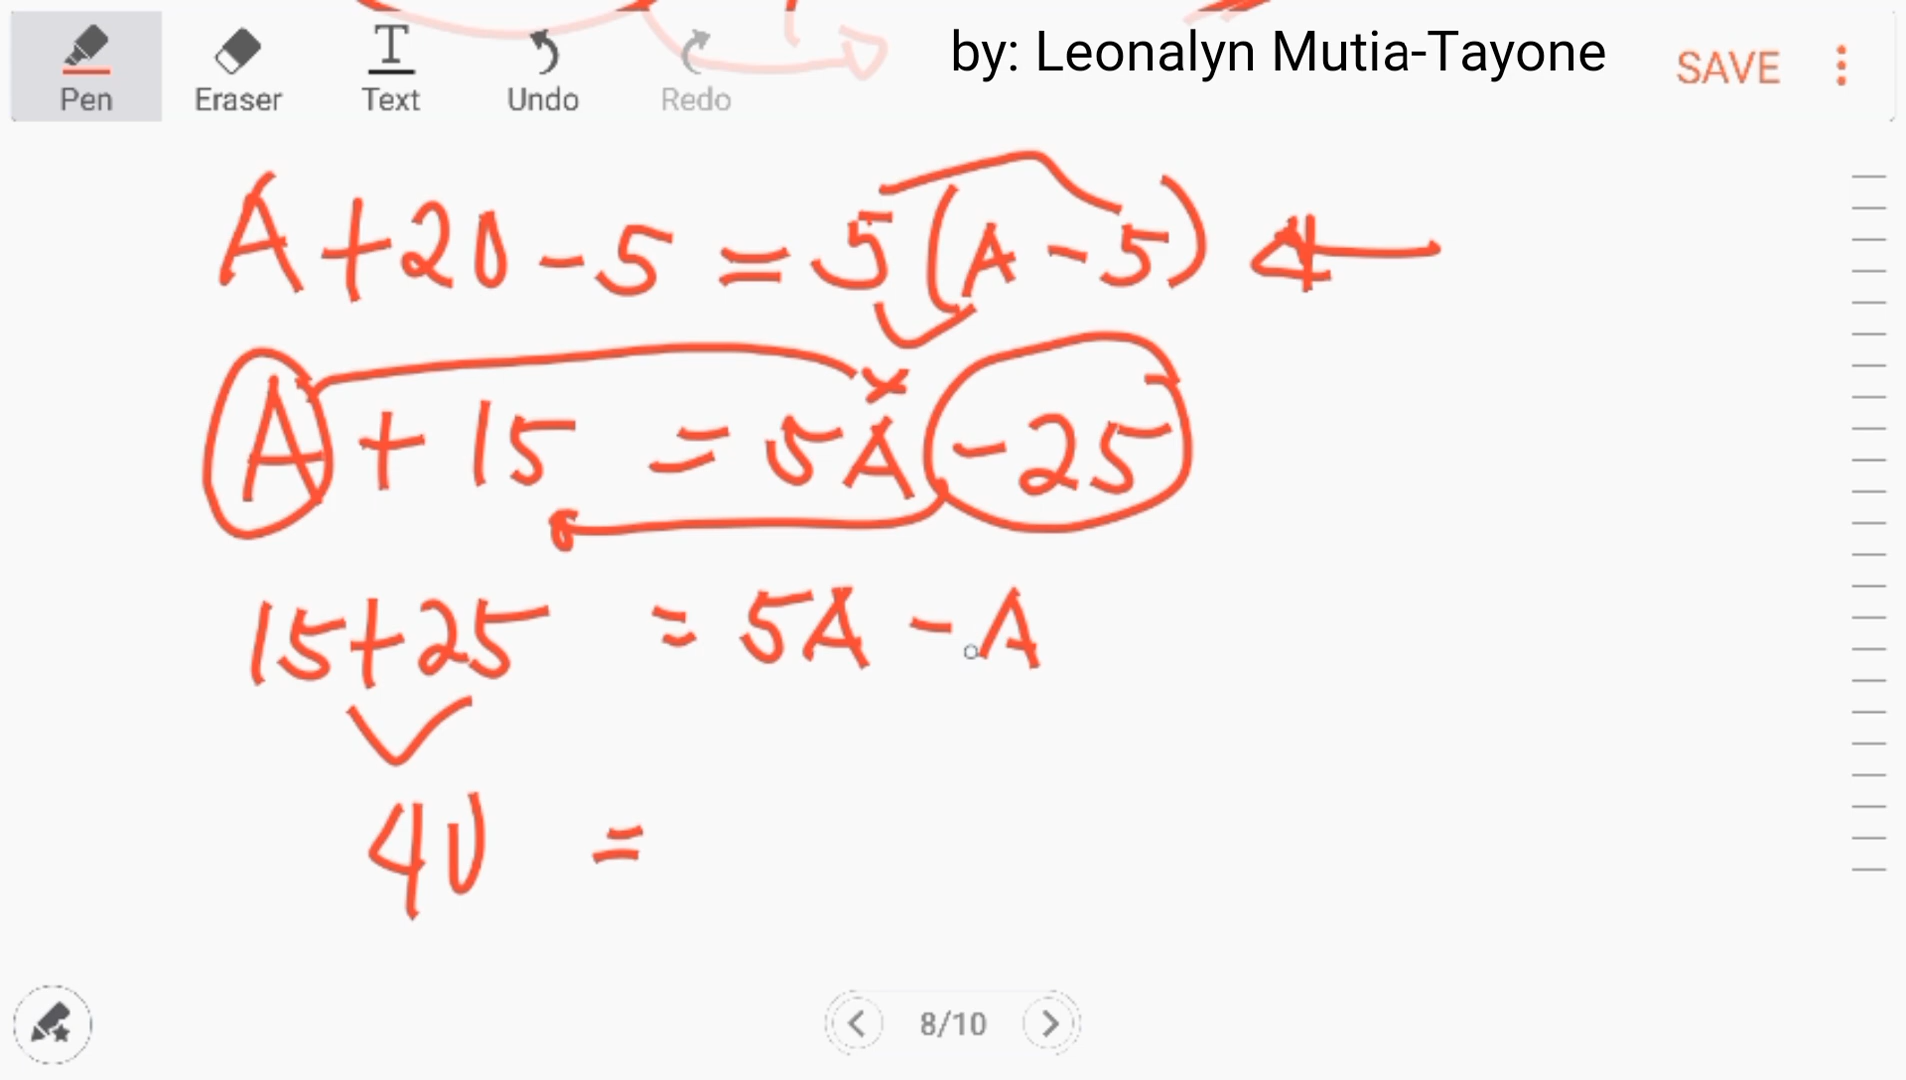 by: Leonalyn Mutia-Tayone
Pen Eraser Text Undo Redo SAVE
A + 20 - 5 = 5 (A - 5)
A + 15 = 5A - 25
15 + 25 = 5A - A
40 =
8/10